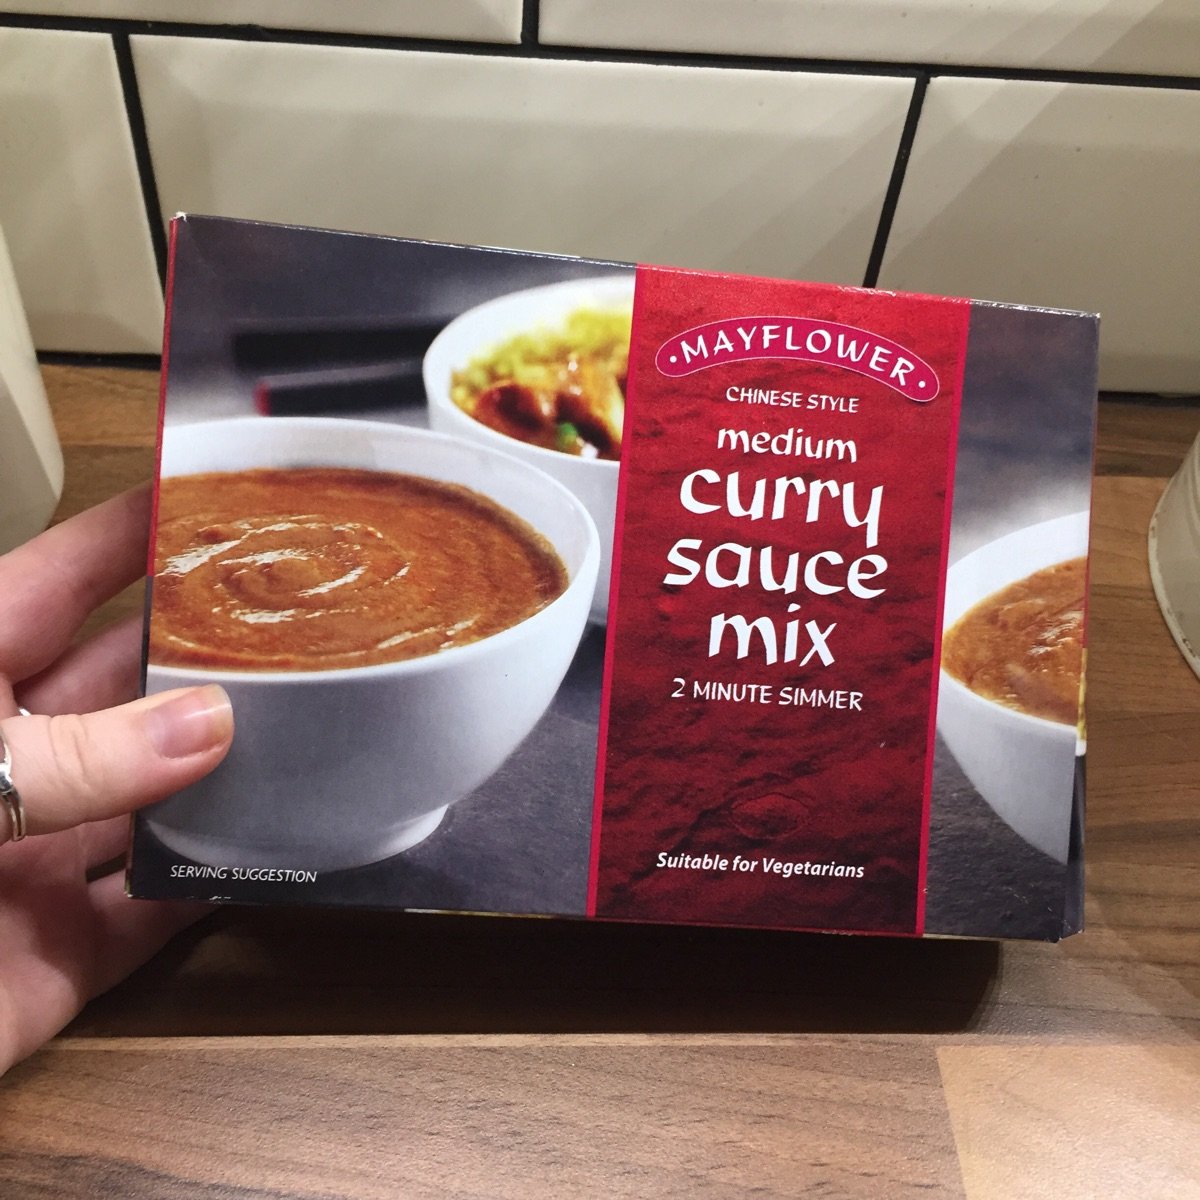 ·MAYFLOWER·
CHINESE STYLE
medium
curry
sauce
mix
2 MINUTE SIMMER
Suitable for Vegetarians
SERVING SUGGESTION